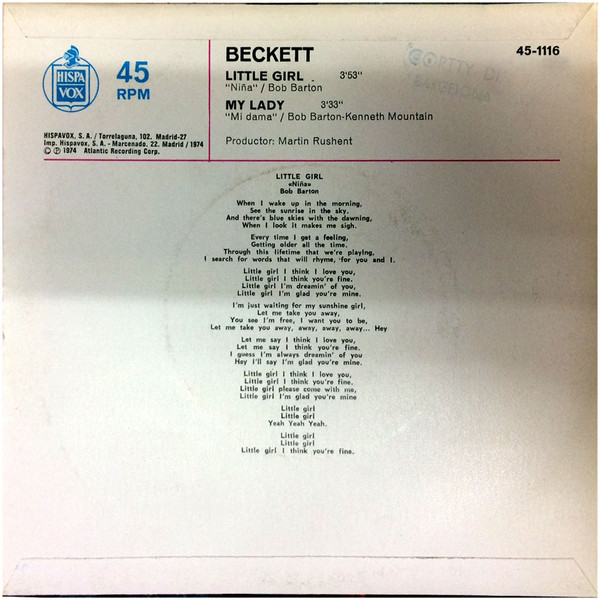 HISPA
VOX
45
RPM
BECKETT
45-1116
LITTLE GIRL 3'53"
"Niña" / Bob Barton
MY LADY 3'33"
"Mi dama" / Bob Barton-Kenneth Mountain
Productor: Martin Rushent
HISPAVOX, S. A. / Torrelaguna, 102. Madrid-27
Imp. Hispavox, S. A. - Marcenado, 22. Madrid / 1974
© Ⓟ 1974 Atlantic Recording Corp.
LITTLE GIRL
«Niña»
Bob Barton
When I wake up in the morning,
See the sunrise in the sky.
And there's blue skies with the dawning,
When I look it makes me sigh.
Every time I get a feeling,
Getting older all the time.
Through this lifetime that we're playing,
I search for words that will rhyme, for you and I.
Little girl I think I love you,
Little girl I think you're fine.
Little girl I'm dreamin' of you,
Little girl I'm glad you're mine.
I'm just waiting for my sunshine girl,
Let me take you away,
You see I'm free, I want you to be,
Let me take you away, away, away, away... Hey
Let me say I think I love you,
Let me say I think you're fine.
I guess I'm always dreamin' of you
Hey I'll say I'm glad you're mine.
Little girl I think I love you,
Little girl I think you're fine.
Little girl please come with me,
Little girl I'm glad you're mine
Little girl
Little girl
Yeah Yeah Yeah.
Little girl
Little girl
Little girl I think you're fine.